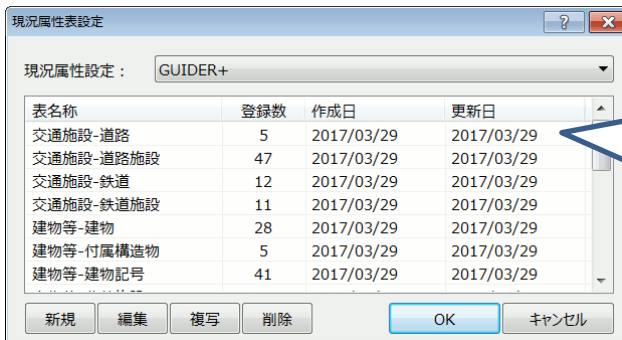 現況属性表設定
現況属性設定： GUIDER+
表名称 登録数 作成日 更新日
交通施設-道路 5 2017/03/29 2017/03/29
交通施設-道路施設 47 2017/03/29 2017/03/29
交通施設-鉄道 12 2017/03/29 2017/03/29
交通施設-鉄道施設 11 2017/03/29 2017/03/29
建物等-建物 28 2017/03/29 2017/03/29
建物等-付属構造物 5 2017/03/29 2017/03/29
建物等-建物記号 41 2017/03/29 2017/03/29
新規 編集 複写 削除 OK キャンセル